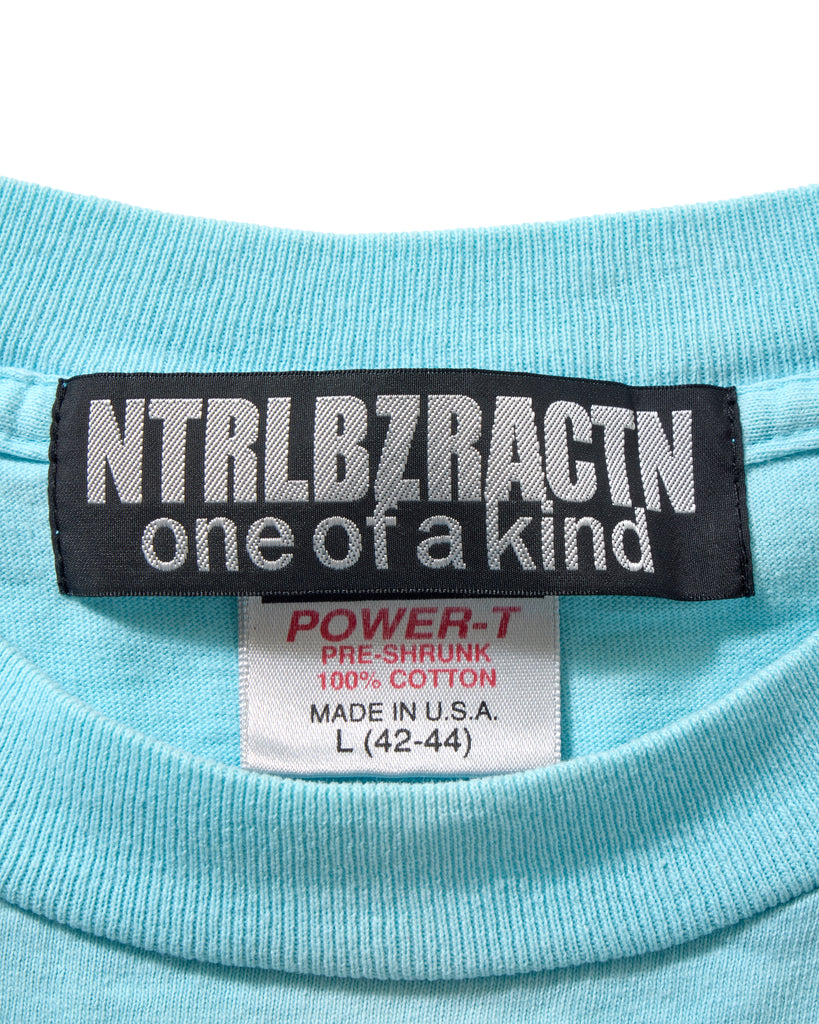 NTRLBZRACTN
one of a kind
POWER-T
PRE-SHRUNK
100% COTTON
MADE IN U.S.A.
L (42-44)